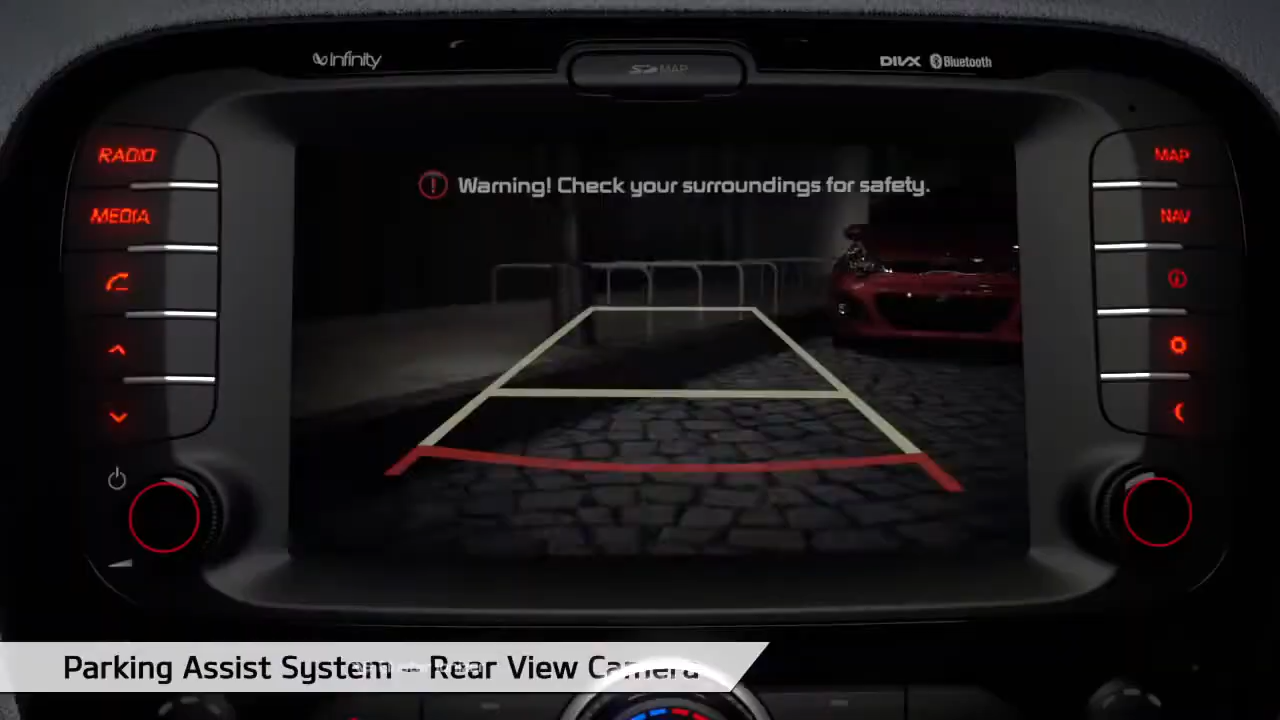 Infinity
SD MAP
DIVX Bluetooth
RADIO
MAP
Warning! Check your surroundings for safety.
MEDIA
NAV
Parking Assist System – Rear View Camera